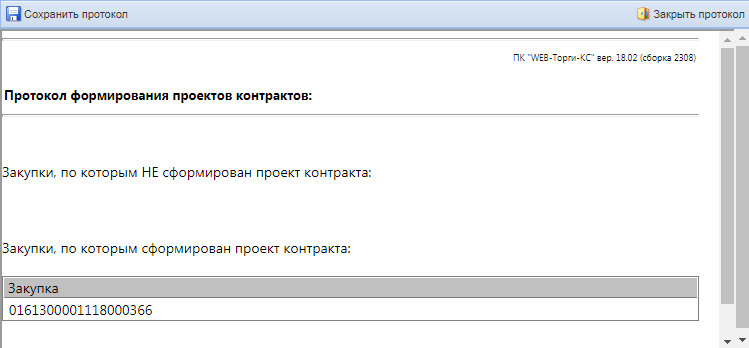 Сохранить протокол Закрыть протокол
ПК "WEB-Торги-КС" вер. 18.02 (сборка 2308)
Протокол формирования проектов контрактов:
Закупки, по которым НЕ сформирован проект контракта:
Закупки, по которым сформирован проект контракта:
Закупка
0161300001118000366